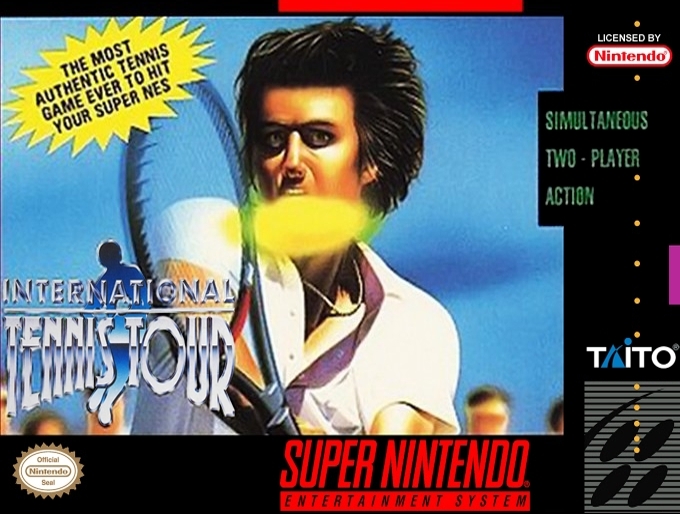 THE MOST
AUTHENTIC TENNIS
GAME EVER TO HIT
YOUR SUPER NES
LICENSED BY
Nintendo®
SIMULTANEOUS
TWO - PLAYER
ACTION
INTERNATIONAL
TENNIS TOUR
TAITO®
Official
Nintendo
Seal
SUPER NINTENDO®
ENTERTAINMENT SYSTEM